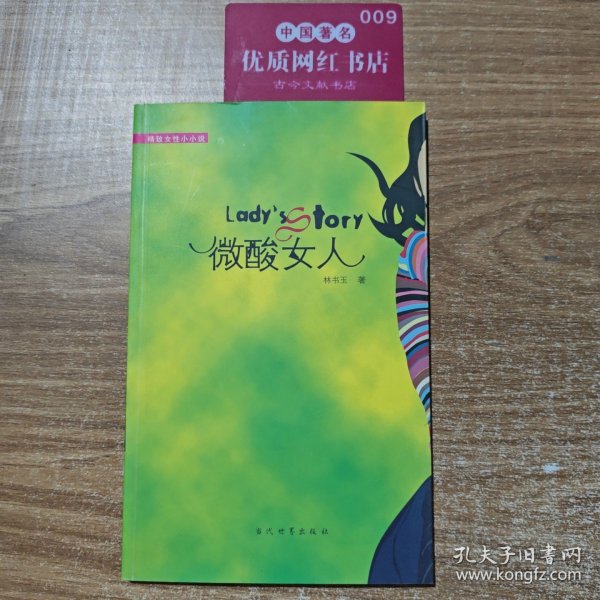 009
中国著名
优质网红书店
古今文献书店
精致女性小小说
Lady's Story
微酸女人
林书玉 著
当代世界出版社
孔夫子旧书网
www.kongfz.com